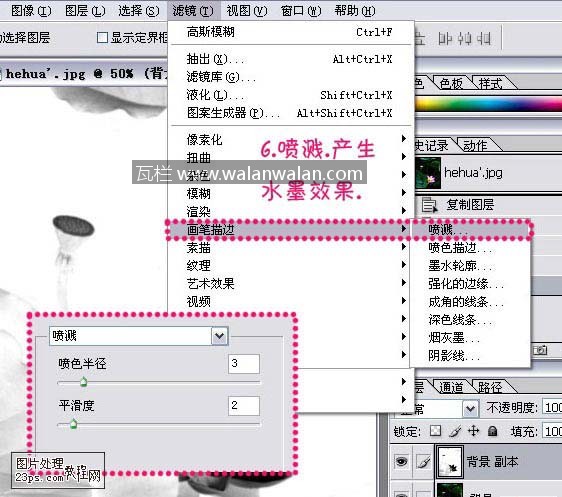 图像(I) 图层(L) 选择(S) 滤镜(T) 视图(V) 窗口(W) 帮助(H)
动选择图层 显示定界框
高斯模糊 Ctrl+F
hehua'.jpg @ 50% (背
抽出(X)... Alt+Ctrl+X
滤镜库(G)...
液化(L)... Shift+Ctrl+X
图案生成器(P)... Alt+Shift+Ctrl+X
色板 样式
像素化
扭曲
杂色
模糊
渲染
画笔描边
素描
纹理
艺术效果
视频
6.喷溅.产生
水墨效果.
瓦栏 www.walanwalan.com
史记录 动作
hehua'.jpg
复制图层
喷溅...
喷色描边...
墨水轮廓...
强化的边缘...
成角的线条...
深色线条...
烟灰墨...
阴影线...
喷溅
喷色半径 3
平滑度 2
层 通道 路径
正常 不透明度: 100
锁定: 填充: 100
背景 副本
背景
图片处理
23ps.com 教程网